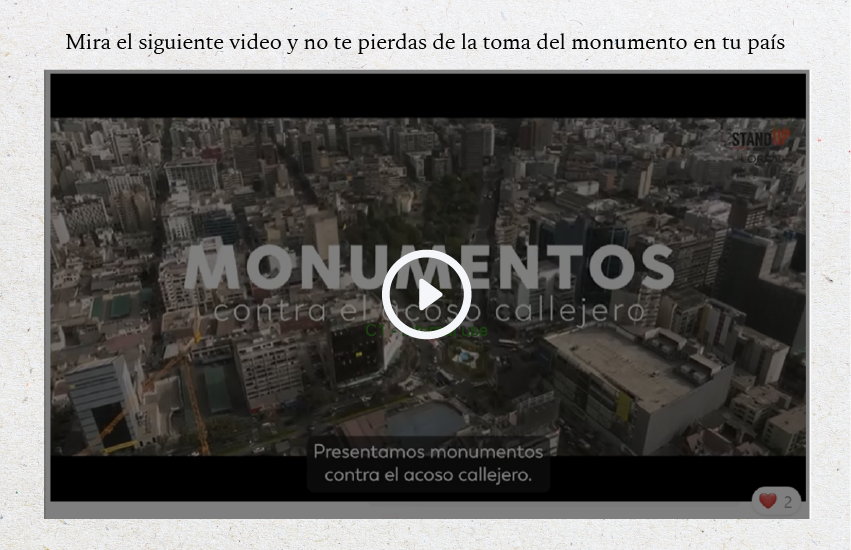 Mira el siguiente video y no te pierdas de la toma del monumento en tu país
STAND UP
MONUMENTOS
contra el acoso callejero
Presentamos monumentos
contra el acoso callejero.
2